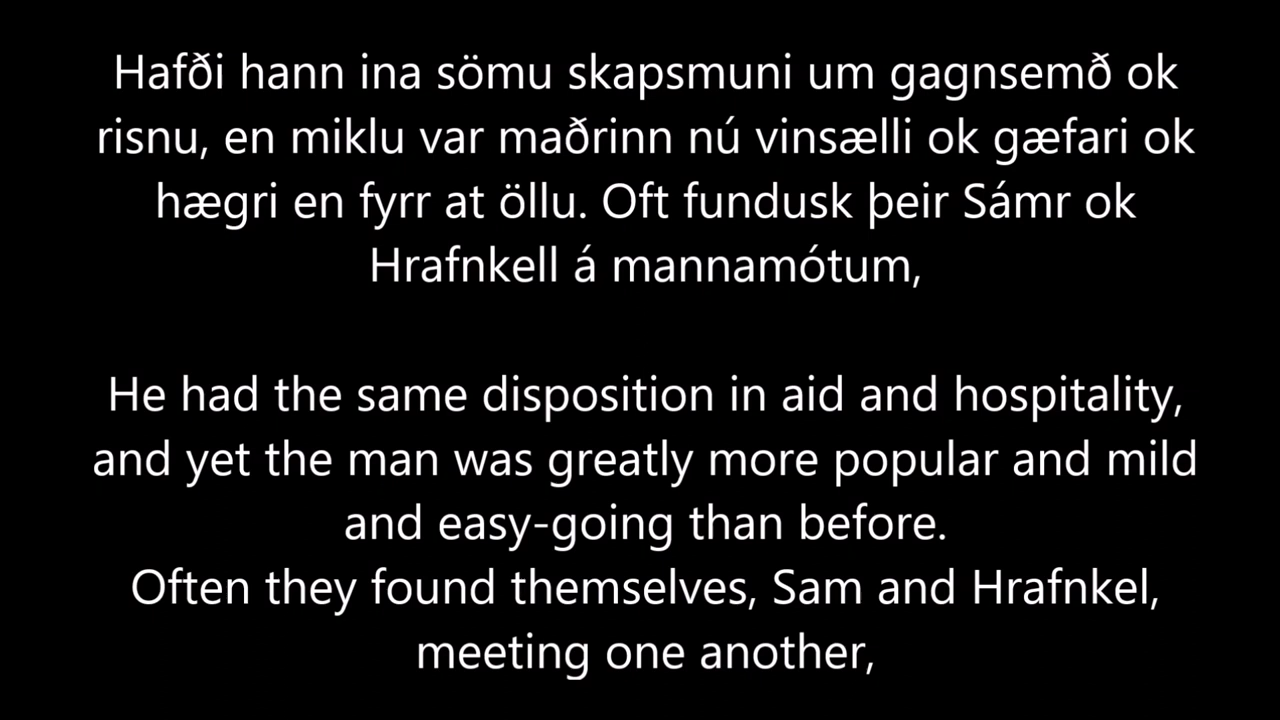 Hafði hann ina sömu skapsmuni um gagnsemð ok
risnu, en miklu var maðrinn nú vinsælli ok gæfari ok
hægri en fyrr at öllu. Oft fundusk þeir Sámr ok
Hrafnkell á mannamótum,
He had the same disposition in aid and hospitality,
and yet the man was greatly more popular and mild
and easy-going than before.
Often they found themselves, Sam and Hrafnkel,
meeting one another,